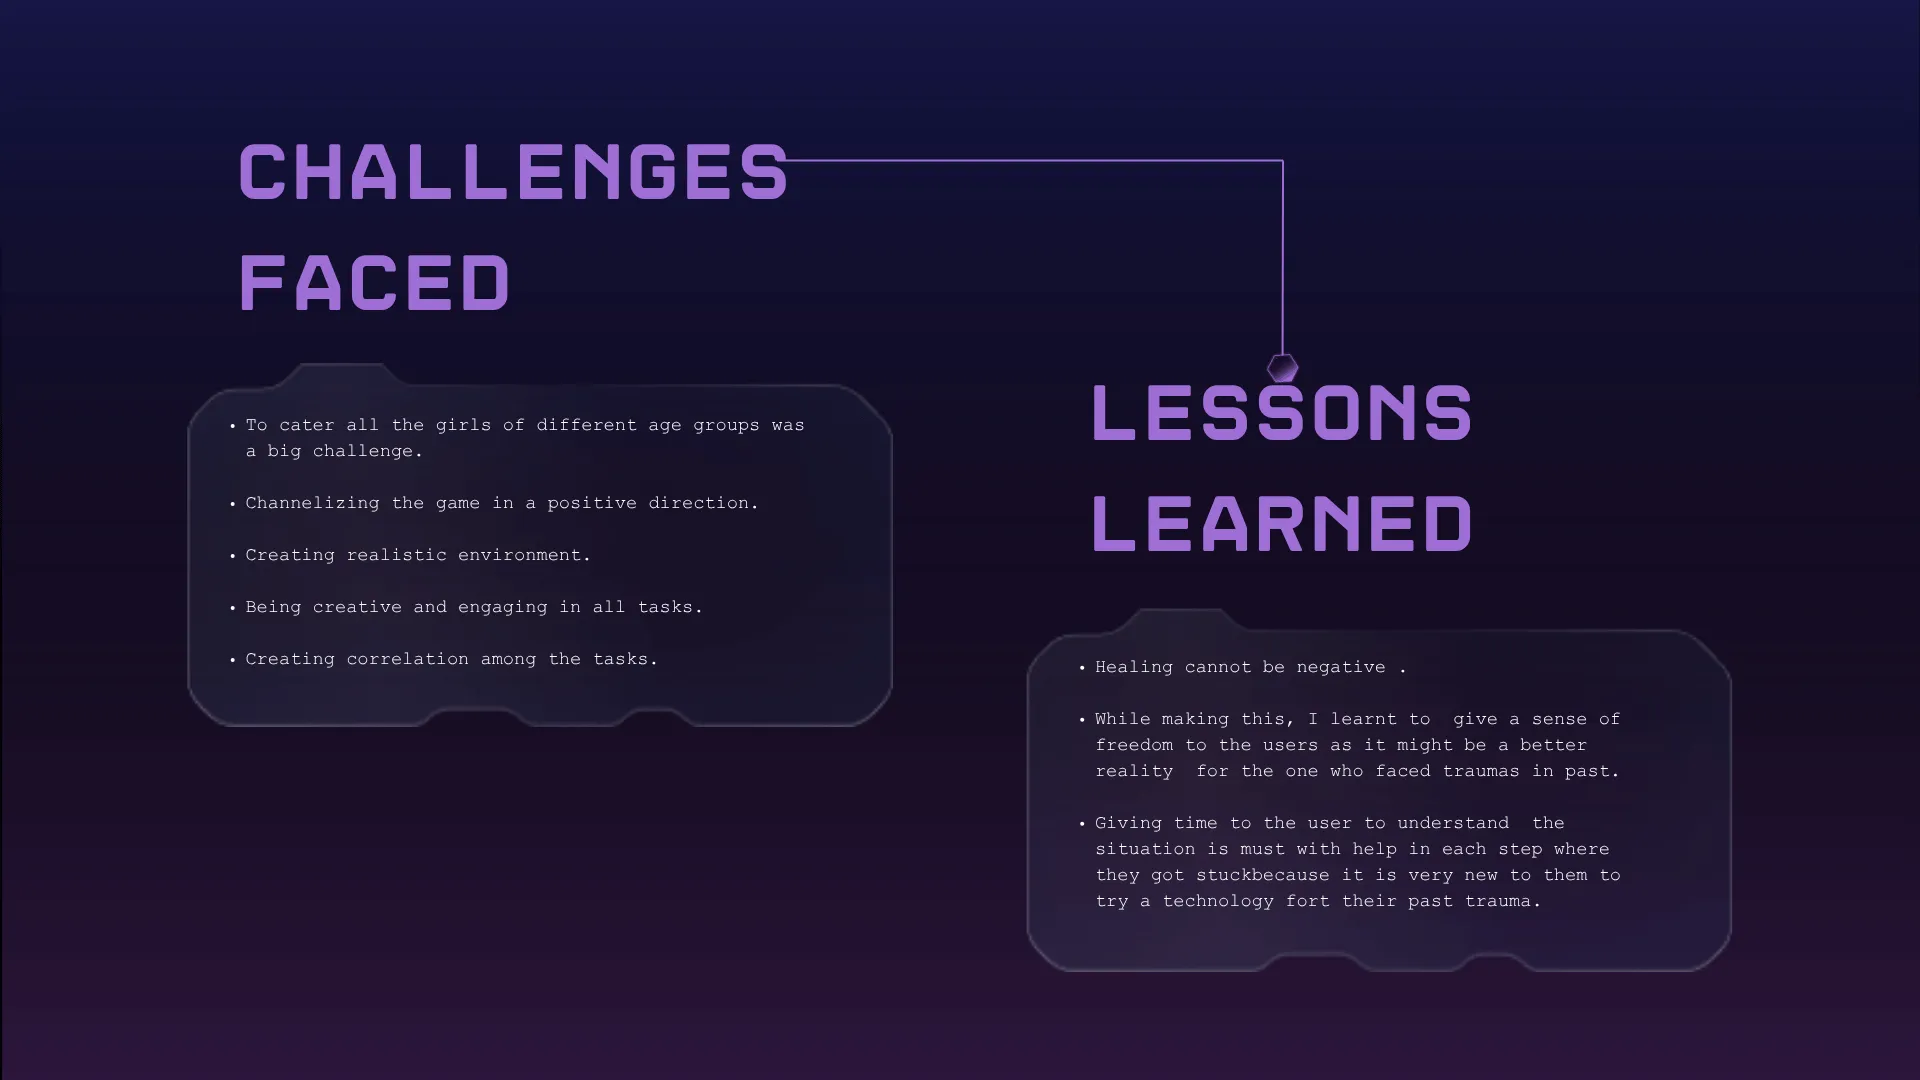 CHALLENGES
FACED
• To cater all the girls of different age groups was
a big challenge.
• Channelizing the game in a positive direction.
• Creating realistic environment.
• Being creative and engaging in all tasks.
• Creating correlation among the tasks.
LESSONS
LEARNED
• Healing cannot be negative .
• While making this, I learnt to  give a sense of
freedom to the users as it might be a better
reality  for the one who faced traumas in past.
• Giving time to the user to understand  the
situation is must with help in each step where
they got stuckbecause it is very new to them to
try a technology fort their past trauma.